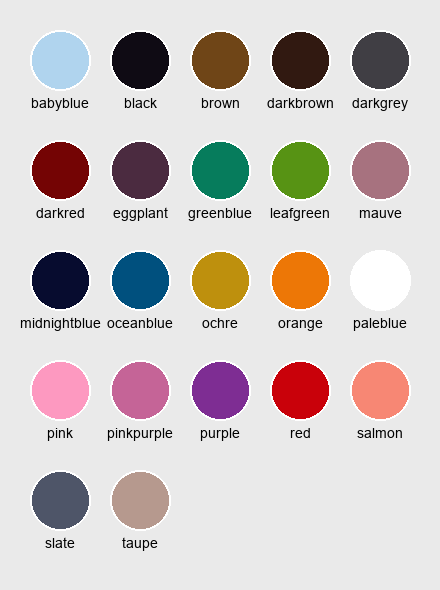 babyblue black brown darkbrown darkgrey
darkred eggplant greenblue leafgreen mauve
midnightblue oceanblue ochre orange paleblue
pink pinkpurple purple red salmon
slate taupe